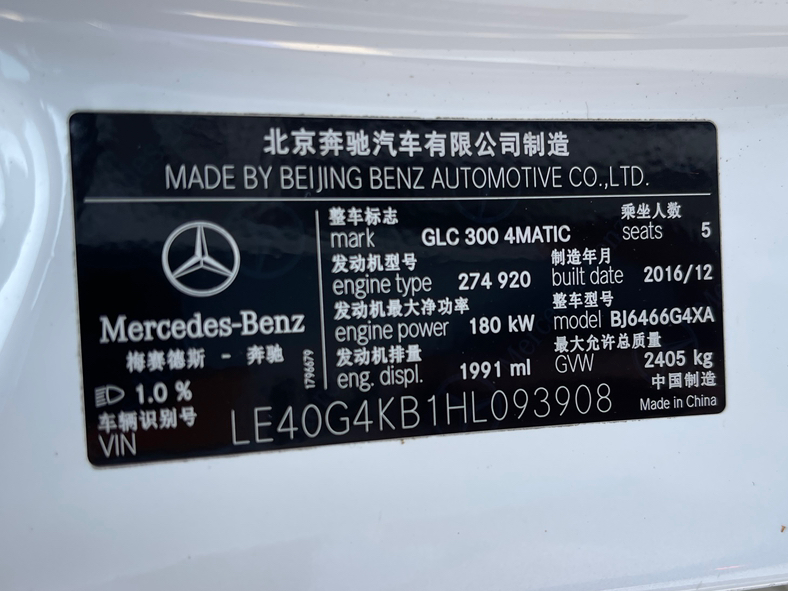 北京奔驰汽车有限公司制造
MADE BY BEIJING BENZ AUTOMOTIVE CO.,LTD.
Mercedes-Benz
梅赛德斯 - 奔驰
1.0 %
1796679
整车标志
mark GLC 300 4MATIC
乘坐人数
seats 5
发动机型号
engine type 274 920
制造年月
built date 2016/12
发动机最大净功率
engine power 180 kW
整车型号
model BJ6466G4XA
发动机排量
eng. displ. 1991 ml
最大允许总质量
GVW 2405 kg
车辆识别号
VIN LE40G4KB1HL093908
中国制造
Made in China